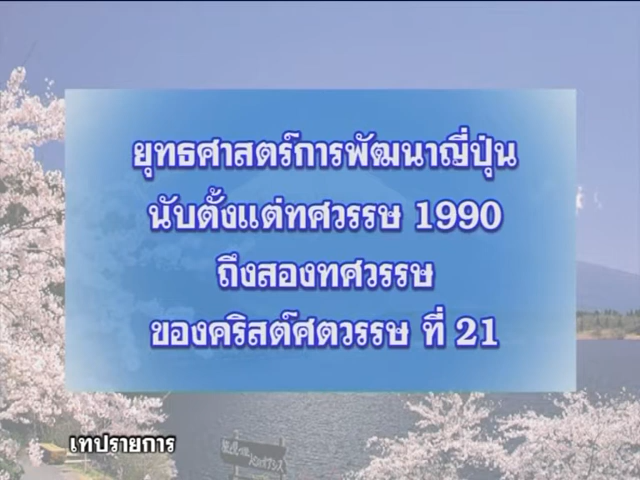 ยุทธศาสตร์การพัฒนาญี่ปุ่น
นับตั้งแต่ทศวรรษ 1990
ถึงสองทศวรรษ
ของคริสต์ศตวรรษ ที่ 21
เทปรายการ